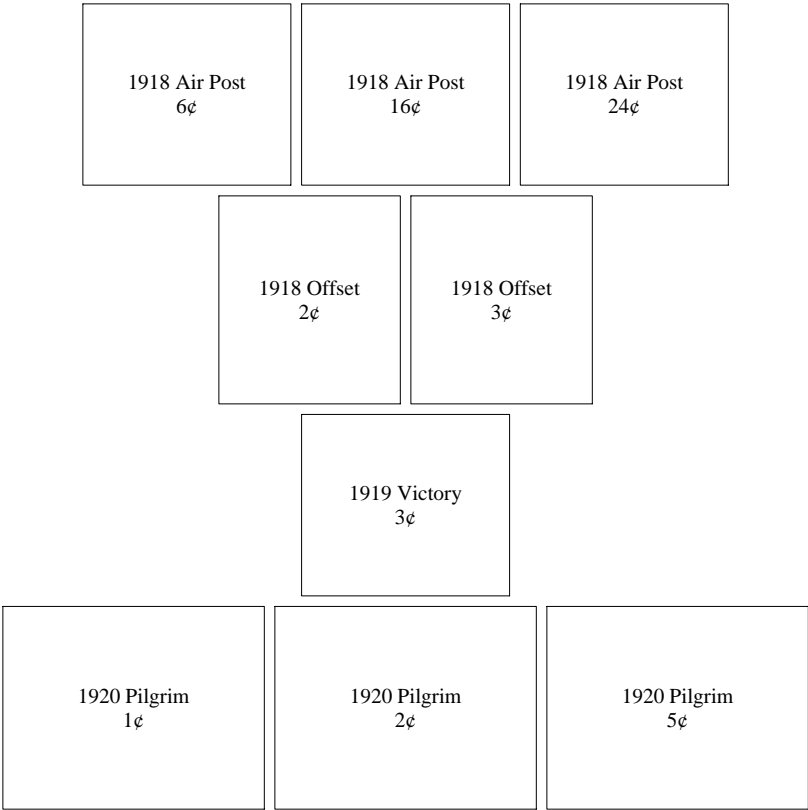 1918 Air Post
6¢
1918 Air Post
16¢
1918 Air Post
24¢
1918 Offset
2¢
1918 Offset
3¢
1919 Victory
3¢
1920 Pilgrim
1¢
1920 Pilgrim
2¢
1920 Pilgrim
5¢